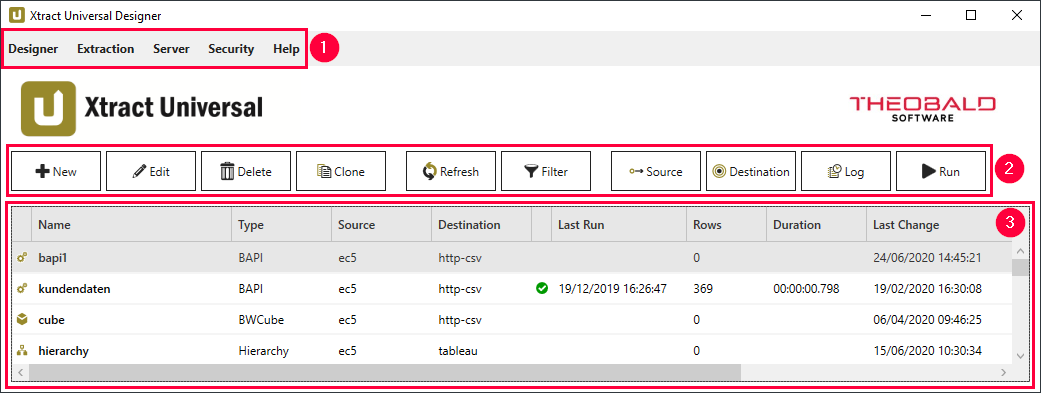 Xtract Universal Designer
Designer Extraction Server Security Help 1
Xtract Universal
THEOBALD
SOFTWARE
New Edit Delete Clone Refresh Filter Source Destination Log Run 2
3
Name Type Source Destination Last Run Rows Duration Last Change
bapi1 BAPI ec5 http-csv 0 24/06/2020 14:45:21
kundendaten BAPI ec5 http-csv 19/12/2019 16:26:47 369 00:00:00.798 19/02/2020 16:30:08
cube BWCube ec5 http-csv 0 06/04/2020 09:46:25
hierarchy Hierarchy ec5 tableau 0 15/06/2020 10:30:34